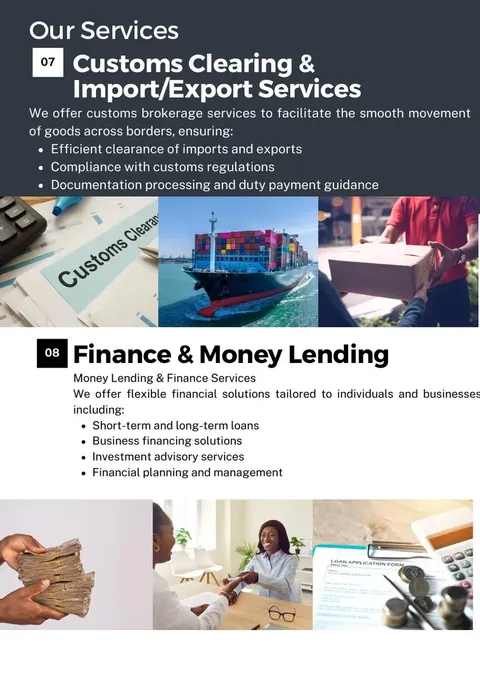 Our Services
07
Customs Clearing &
Import/Export Services
We offer customs brokerage services to facilitate the smooth movement
of goods across borders, ensuring:
• Efficient clearance of imports and exports
• Compliance with customs regulations
• Documentation processing and duty payment guidance
Customs Clearan
08
Finance & Money Lending
Money Lending & Finance Services
We offer flexible financial solutions tailored to individuals and businesses
including:
• Short-term and long-term loans
• Business financing solutions
• Investment advisory services
• Financial planning and management
LOAN APPLICATION FORM